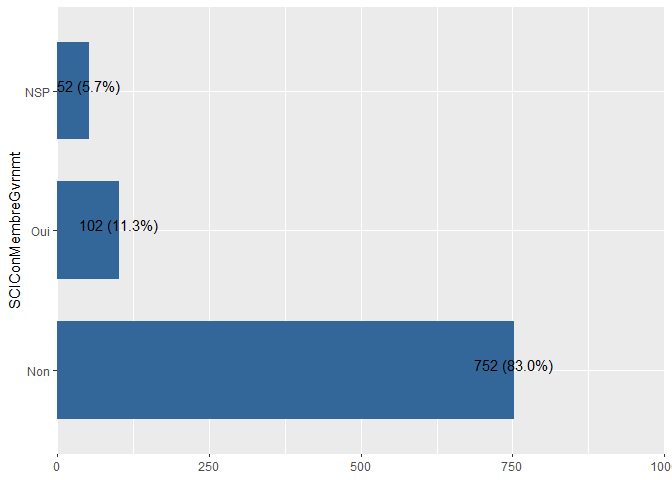 SCIConMembreGvrnmt
NSP
52 (5.7%)
Oui
102 (11.3%)
Non
752 (83.0%)
0 250 500 750 100